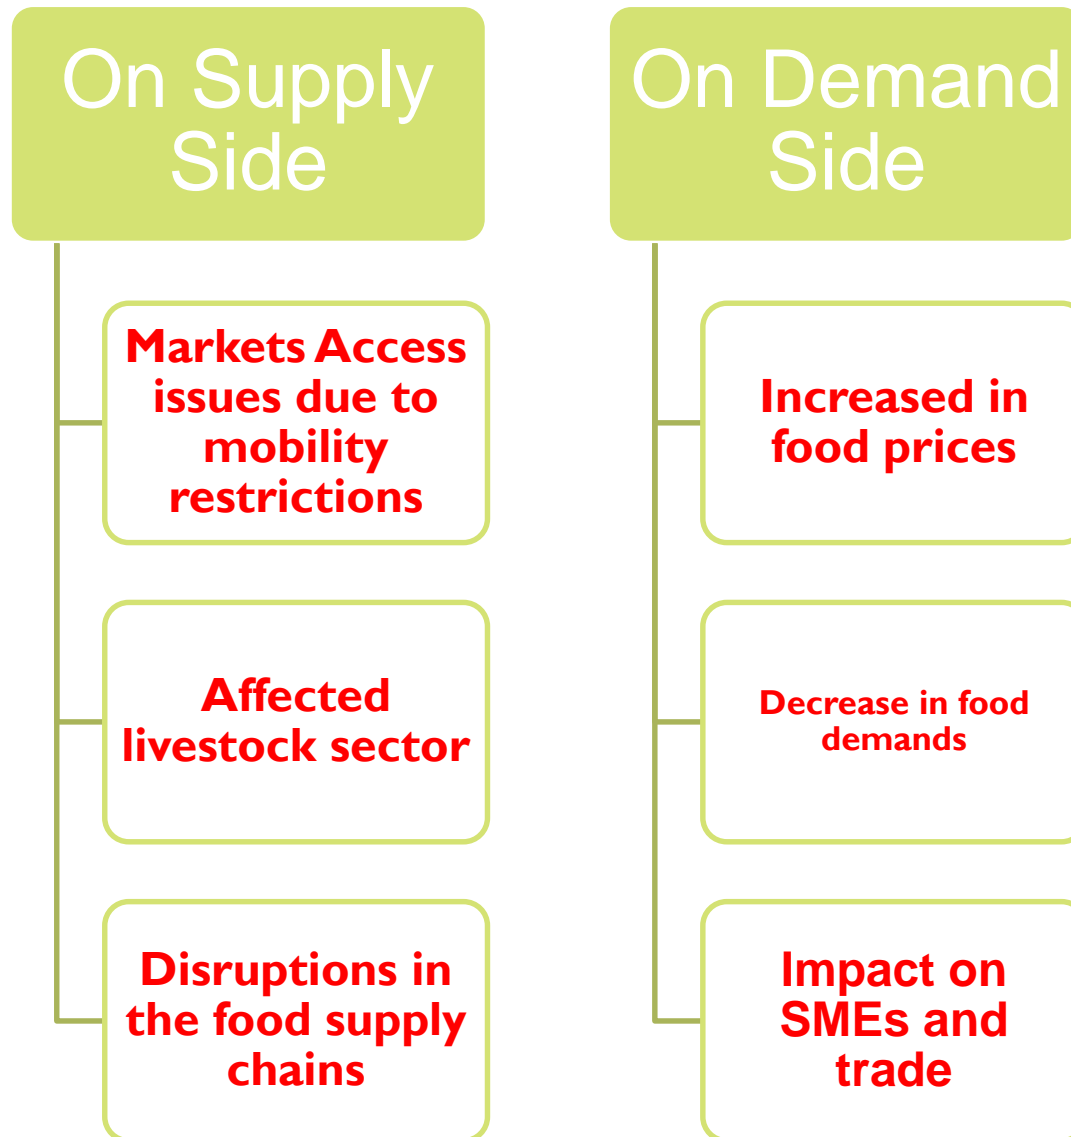 On Supply
Side
Markets Access
issues due to
mobility
restrictions
Affected
livestock sector
Disruptions in
the food supply
chains
On Demand
Side
Increased in
food prices
Decrease in food
demands
Impact on
SMEs and
trade